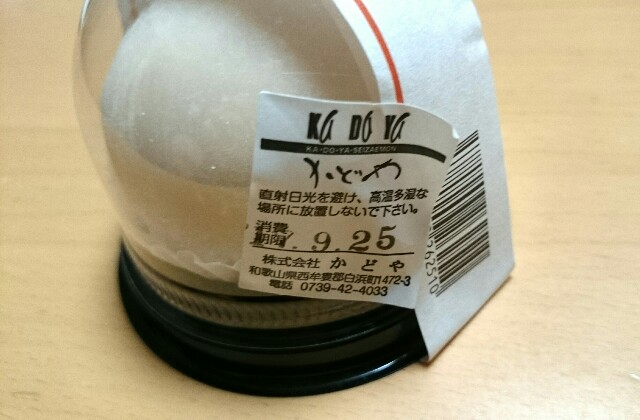 KA DO YA
KA·DO·YA·SEIZAEMON
かどや
直射日光を避け、高温多湿な
場所に放置しないで下さい。
消費
期限 . 9.25
株式会社 かどや
和歌山県西牟婁郡白浜町1472-3
電話 0739-42-4033